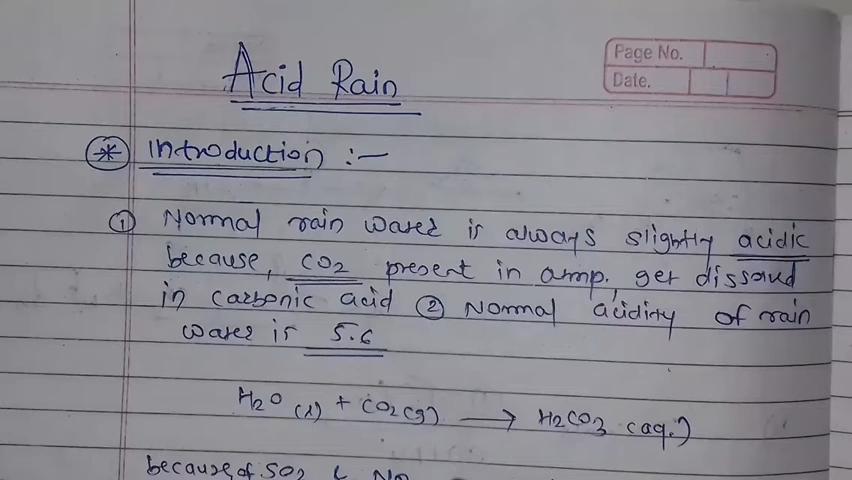 Acid Rain
Page No.
Date.
Introduction :-
① Normal rain water is always slightly acidic
because, CO2 present in amp. get dissolved
in carbonic acid ② Normal acidity of rain
water is 5.6
H2O (l) + CO2(g) → H2CO3 (aq.)
because of SO2 & NO